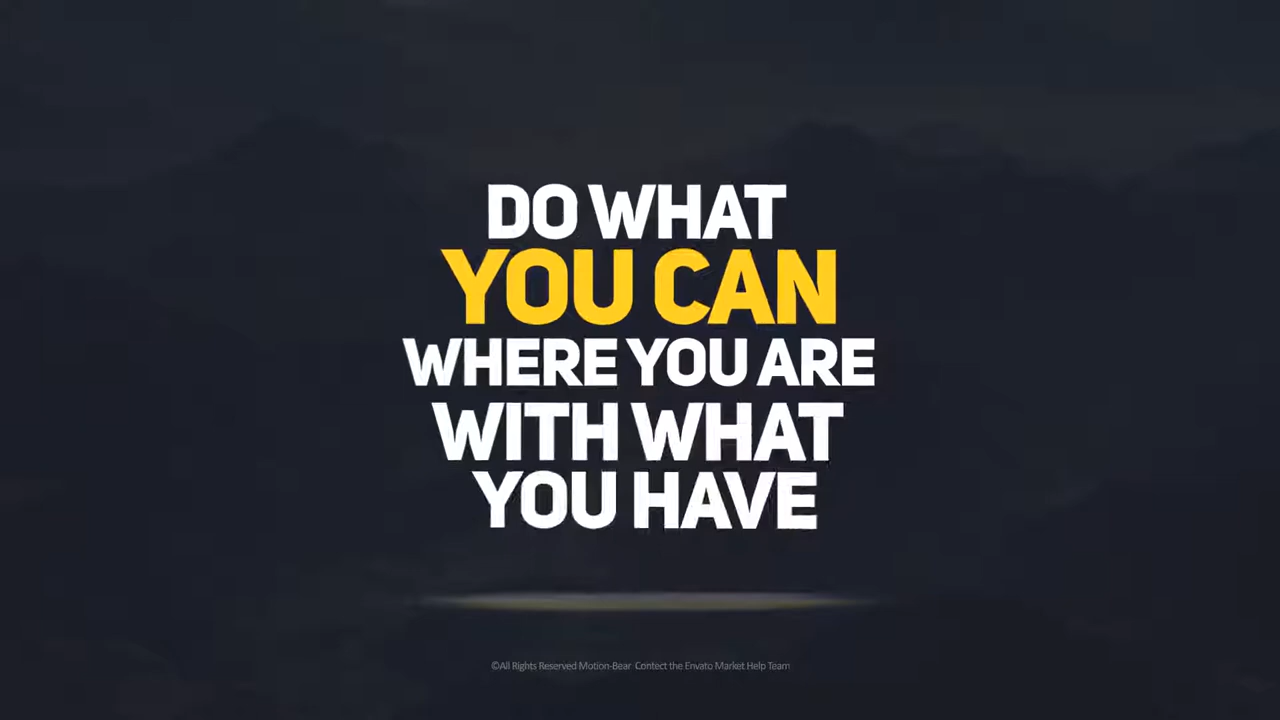 DO WHAT
YOU CAN
WHERE YOU ARE
WITH WHAT
YOU HAVE
©All Rights Reserved Motion-Bear Contect the Envato Market Help Team